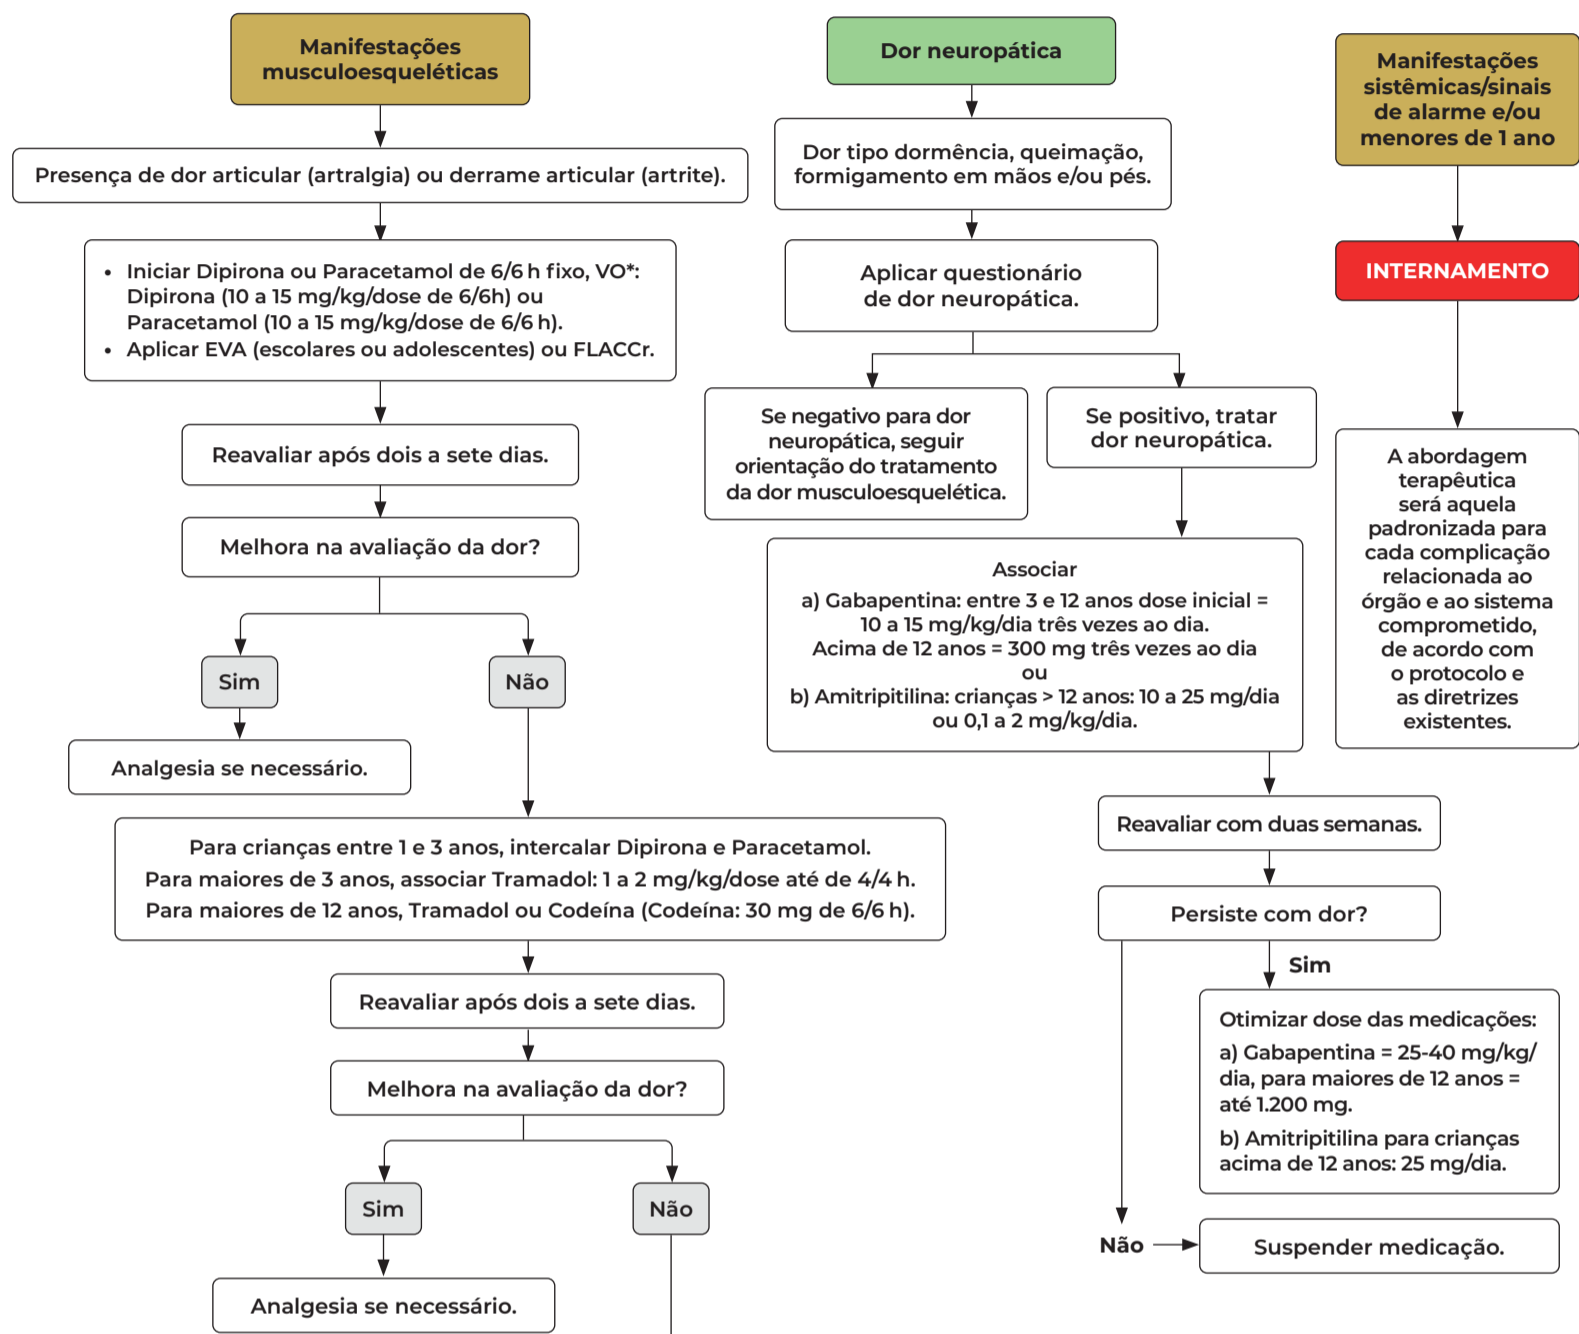 Manifestações
musculoesqueléticas
Presença de dor articular (artralgia) ou derrame articular (artrite).
• Iniciar Dipirona ou Paracetamol de 6/6 h fixo, VO*:
Dipirona (10 a 15 mg/kg/dose de 6/6h) ou
Paracetamol (10 a 15 mg/kg/dose de 6/6 h).
• Aplicar EVA (escolares ou adolescentes) ou FLACCr.
Reavaliar após dois a sete dias.
Melhora na avaliação da dor?
Sim
Não
Analgesia se necessário.
Para crianças entre 1 e 3 anos, intercalar Dipirona e Paracetamol.
Para maiores de 3 anos, associar Tramadol: 1 a 2 mg/kg/dose até de 4/4 h.
Para maiores de 12 anos, Tramadol ou Codeína (Codeína: 30 mg de 6/6 h).
Reavaliar após dois a sete dias.
Melhora na avaliação da dor?
Sim
Não
Analgesia se necessário.
Dor neuropática
Dor tipo dormência, queimação,
formigamento em mãos e/ou pés.
Aplicar questionário
de dor neuropática.
Se negativo para dor
neuropática, seguir
orientação do tratamento
da dor musculoesquelética.
Se positivo, tratar
dor neuropática.
Associar
a) Gabapentina: entre 3 e 12 anos dose inicial =
10 a 15 mg/kg/dia três vezes ao dia.
Acima de 12 anos = 300 mg três vezes ao dia
ou
b) Amitripitilina: crianças > 12 anos: 10 a 25 mg/dia
ou 0,1 a 2 mg/kg/dia.
Reavaliar com duas semanas.
Persiste com dor?
Sim
Otimizar dose das medicações:
a) Gabapentina = 25-40 mg/kg/
dia, para maiores de 12 anos =
até 1.200 mg.
b) Amitripitilina para crianças
acima de 12 anos: 25 mg/dia.
Não
Suspender medicação.
Manifestações
sistêmicas/sinais
de alarme e/ou
menores de 1 ano
INTERNAMENTO
A abordagem
terapêutica
será aquela
padronizada para
cada complicação
relacionada ao
órgão e ao sistema
comprometido,
de acordo com
o protocolo e
as diretrizes
existentes.